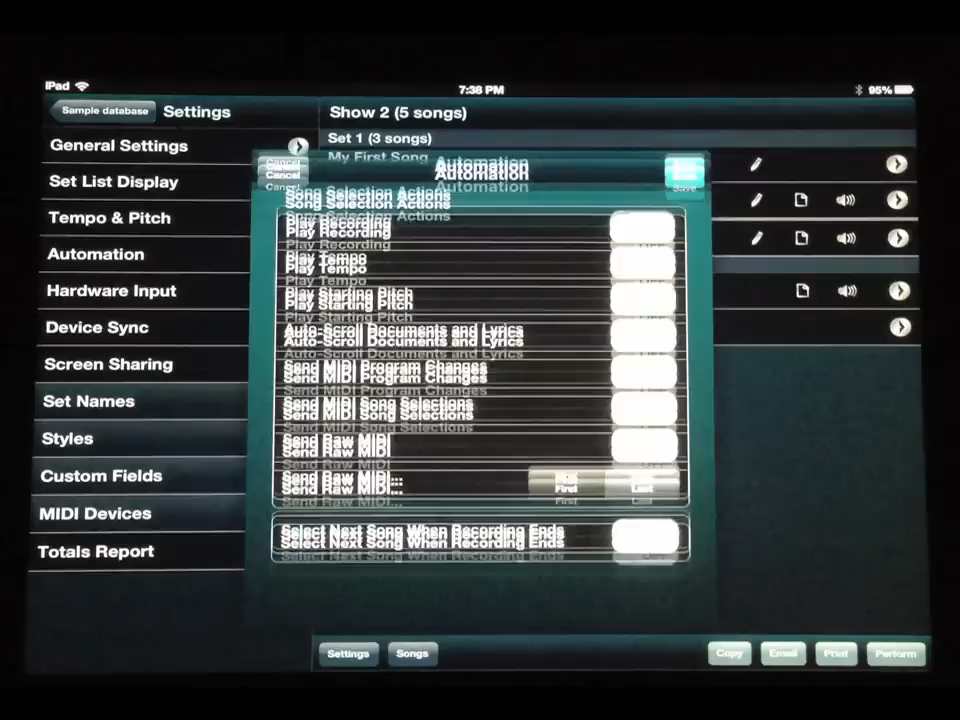 iPad
7:38 PM
95%
Sample database
Settings
Show 2 (5 songs)
General Settings
Set List Display
Tempo & Pitch
Automation
Hardware Input
Device Sync
Screen Sharing
Set Names
Styles
Custom Fields
MIDI Devices
Totals Report
Set 1 (3 songs)
My First Song
Cancel
Automation
Save
Song Selection Actions
Play Recording
Play Tempo
Play Starting Pitch
Auto-Scroll Documents and Lyrics
Send MIDI Program Changes
Send MIDI Song Selections
Send Raw MIDI
Send Raw MIDI...
First
Last
Select Next Song When Recording Ends
Settings
Songs
Copy
Email
Print
Perform